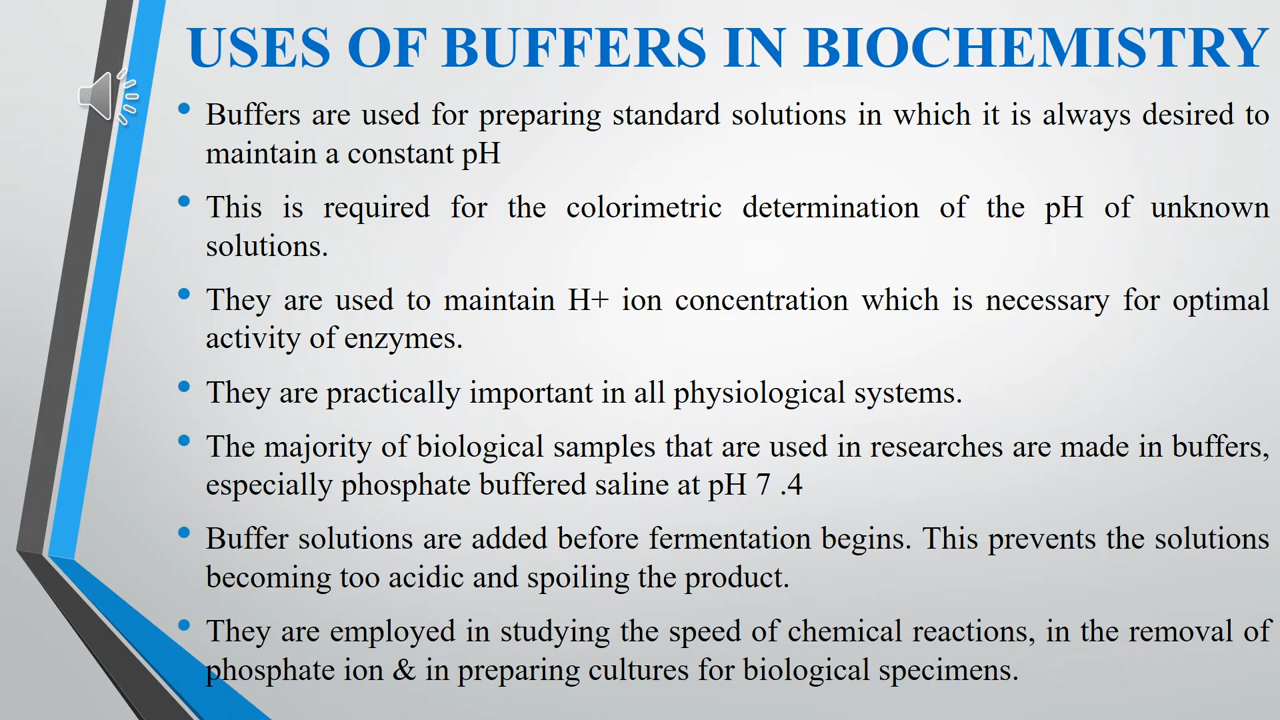 USES OF BUFFERS IN BIOCHEMISTRY
• Buffers are used for preparing standard solutions in which it is always desired to
maintain a constant pH
• This is required for the colorimetric determination of the pH of unknown
solutions.
• They are used to maintain H+ ion concentration which is necessary for optimal
activity of enzymes.
• They are practically important in all physiological systems.
• The majority of biological samples that are used in researches are made in buffers,
especially phosphate buffered saline at pH 7 .4
• Buffer solutions are added before fermentation begins. This prevents the solutions
becoming too acidic and spoiling the product.
• They are employed in studying the speed of chemical reactions, in the removal of
phosphate ion & in preparing cultures for biological specimens.